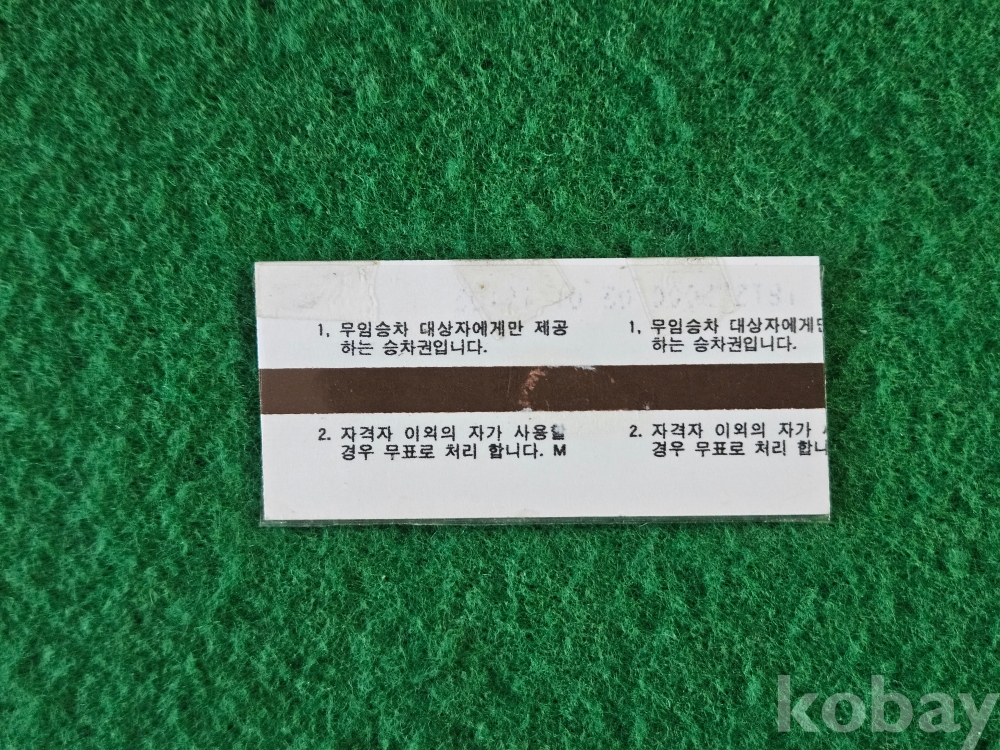 1, 무임승차 대상자에게만 제공
하는 승차권입니다.
2. 자격자 이외의 자가 사용할
경우 무표로 처리 합니다. M
1, 무임승차 대상자에게
하는 승차권입니다.
2. 자격자 이외의 자가
경우 무표로 처리 합니
kobay